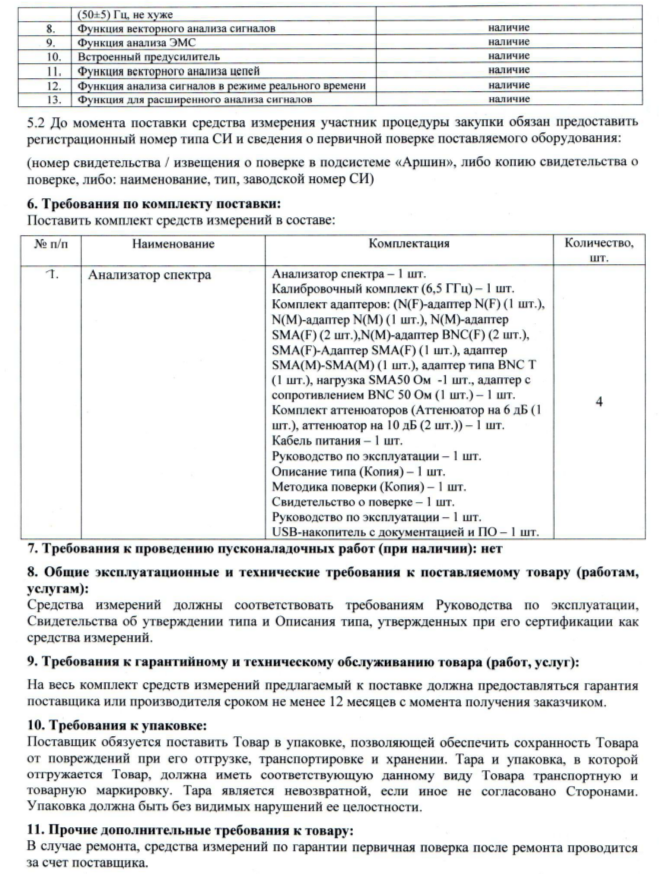 (50±5) Гц, не хуже
8. Функция векторного анализа сигналов наличие
9. Функция анализа ЭМС наличие
10. Встроенный предусилитель наличие
11. Функция векторного анализа цепей наличие
12. Функция анализа сигналов в режиме реального времени наличие
13. Функция для расширенного анализа сигналов наличие
5.2 До момента поставки средства измерения участник процедуры закупки обязан предоставить
регистрационный номер типа СИ и сведения о первичной поверке поставляемого оборудования:
(номер свидетельства / извещения о поверке в подсистеме «Аршин», либо копию свидетельства о
поверке, либо: наименование, тип, заводской номер СИ)
6. Требования по комплекту поставки:
Поставить комплект средств измерений в составе:
№ п/п Наименование Комплектация Количество,
шт.
1. Анализатор спектра Анализатор спектра – 1 шт.
Калибровочный комплект (6,5 ГГц) – 1 шт.
Комплект адаптеров: (N(F)-адаптер N(F) (1 шт.),
N(M)-адаптер N(M) (1 шт.), N(M)-адаптер
SMA(F) (2 шт.),N(M)-адаптер BNC(F) (2 шт.),
SMA(F)-Адаптер SMA(F) (1 шт.), адаптер
SMA(M)-SMA(M) (1 шт.), адаптер типа BNC T
(1 шт.), нагрузка SMA50 Ом -1 шт., адаптер с
сопротивлением BNC 50 Ом (1 шт.) – 1 шт.
4
Комплект аттенюаторов (Аттенюатор на 6 дБ (1
шт.), аттенюатор на 10 дБ (2 шт.)) – 1 шт.
Кабель питания – 1 шт.
Руководство по эксплуатации – 1 шт.
Описание типа (Копия) – 1 шт.
Методика поверки (Копия) – 1 шт.
Свидетельство о поверке – 1 шт.
Руководство по эксплуатации – 1 шт.
USB-накопитель с документацией и ПО – 1 шт.
7. Требования к проведению пусконаладочных работ (при наличии): нет
8. Общие эксплуатационные и технические требования к поставляемому товару (работам,
услугам):
Средства измерений должны соответствовать требованиям Руководства по эксплуатации,
Свидетельства об утверждении типа и Описания типа, утвержденных при его сертификации как
средства измерений.
9. Требования к гарантийному и техническому обслуживанию товара (работ, услуг):
На весь комплект средств измерений предлагаемый к поставке должна предоставляться гарантия
поставщика или производителя сроком не менее 12 месяцев с момента получения заказчиком.
10. Требования к упаковке:
Поставщик обязуется поставить Товар в упаковке, позволяющей обеспечить сохранность Товара
от повреждений при его отгрузке, транспортировке и хранении. Тара и упаковка, в которой
отгружается Товар, должна иметь соответствующую данному виду Товара транспортную и
товарную маркировку. Тара является невозвратной, если иное не согласовано Сторонами.
Упаковка должна быть без видимых нарушений ее целостности.
11. Прочие дополнительные требования к товару:
В случае ремонта, средства измерений по гарантии первичная поверка после ремонта проводится
за счет поставщика.